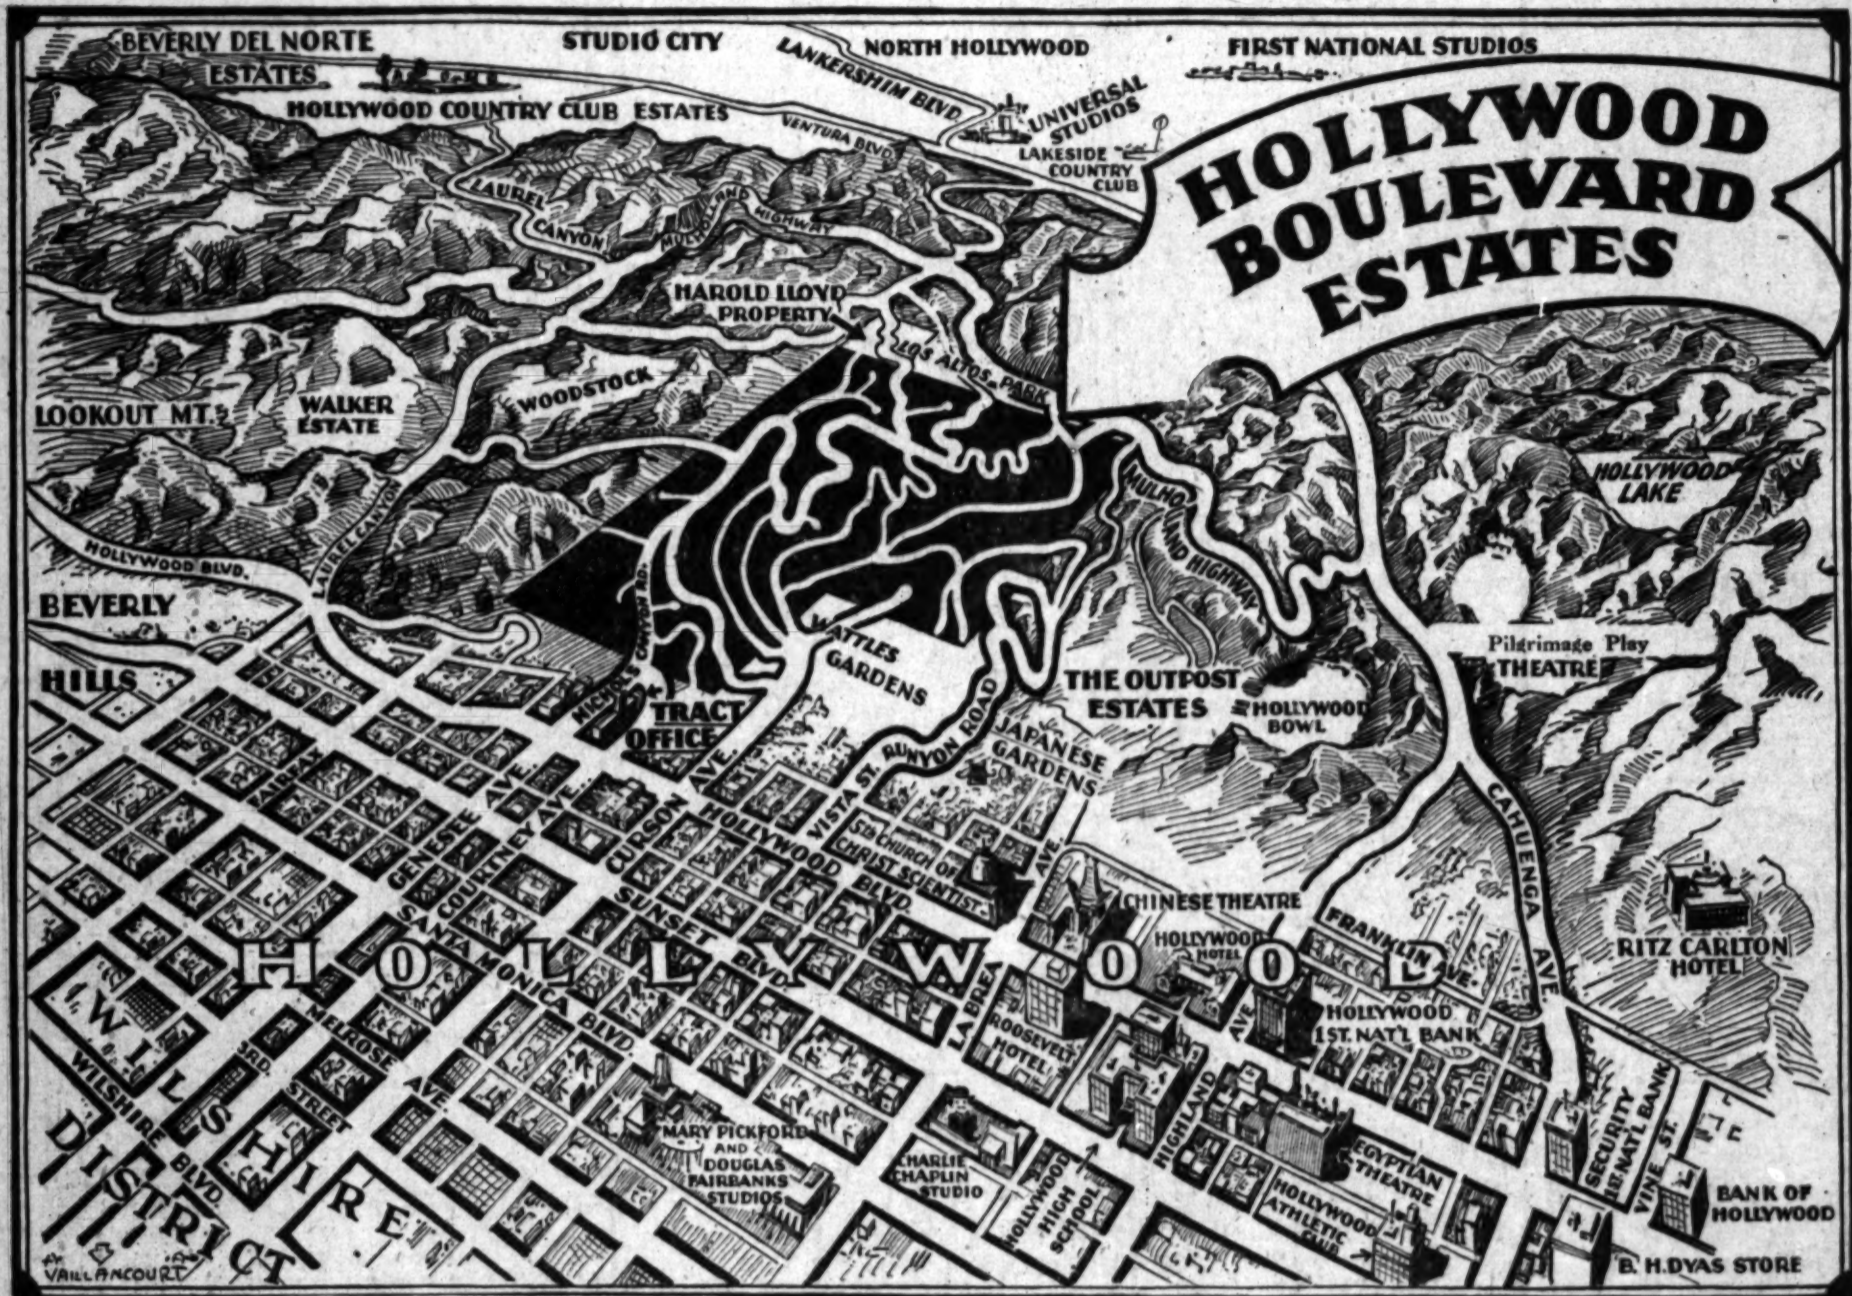 BEVERLY DEL NORTE
ESTATES
STUDIO CITY
LANKERSHIM BLVD.
NORTH HOLLYWOOD
FIRST NATIONAL STUDIOS
HOLLYWOOD COUNTRY CLUB ESTATES
VENTURA BLVD.
UNIVERSAL
STUDIOS
LAKESIDE
COUNTRY
CLUB
HOLLYWOOD
BOULEVARD
ESTATES
LAUREL
CANYON
MULHOLLAND HIGHWAY
HAROLD LLOYD
PROPERTY
LOS ALTOS PARK
WOODSTOCK
LOOKOUT MT.
WALKER
ESTATE
LAUREL CANYON
HOLLYWOOD BLVD.
BEVERLY
HILLS
MULHOLLAND HIGHWAY
HOLLYWOOD
LAKE
Pilgrimage Play
THEATRE
WATTLES
GARDENS
NICHOLS CANYON RD.
TRACT
OFFICE
THE OUTPOST
ESTATES
HOLLYWOOD
BOWL
RUNYON ROAD
JAPANESE
GARDENS
FAIRFAX
GENESEE AVE.
COURTNEY AVE.
CURSON AVE.
VISTA ST.
HOLLYWOOD BLVD.
5TH CHURCH OF
CHRIST SCIENTIST
SUNSET BLVD.
SANTA MONICA BLVD.
CHINESE THEATRE
HOLLYWOOD
HOTEL
FRANKLIN AVE.
CAHUENGA AVE.
RITZ CARLTON
HOTEL
HOLLYWOOD
LA BREA AVE.
ROOSEVELT
HOTEL
HOLLYWOOD
1ST. NAT'L BANK
MELROSE AVE.
3RD. STREET
WILSHIRE BLVD.
WILSHIRE
DISTRICT
MARY PICKFORD
AND
DOUGLAS
FAIRBANKS
STUDIOS
CHARLIE
CHAPLIN
STUDIO
HOLLYWOOD
HIGH
SCHOOL
HIGHLAND AVE.
EGYPTIAN
THEATRE
HOLLYWOOD
ATHLETIC
CLUB
SECURITY
1ST. NAT'L BANK
VINE ST.
BANK OF
HOLLYWOOD
B. H. DYAS STORE
VAILLANCOURT